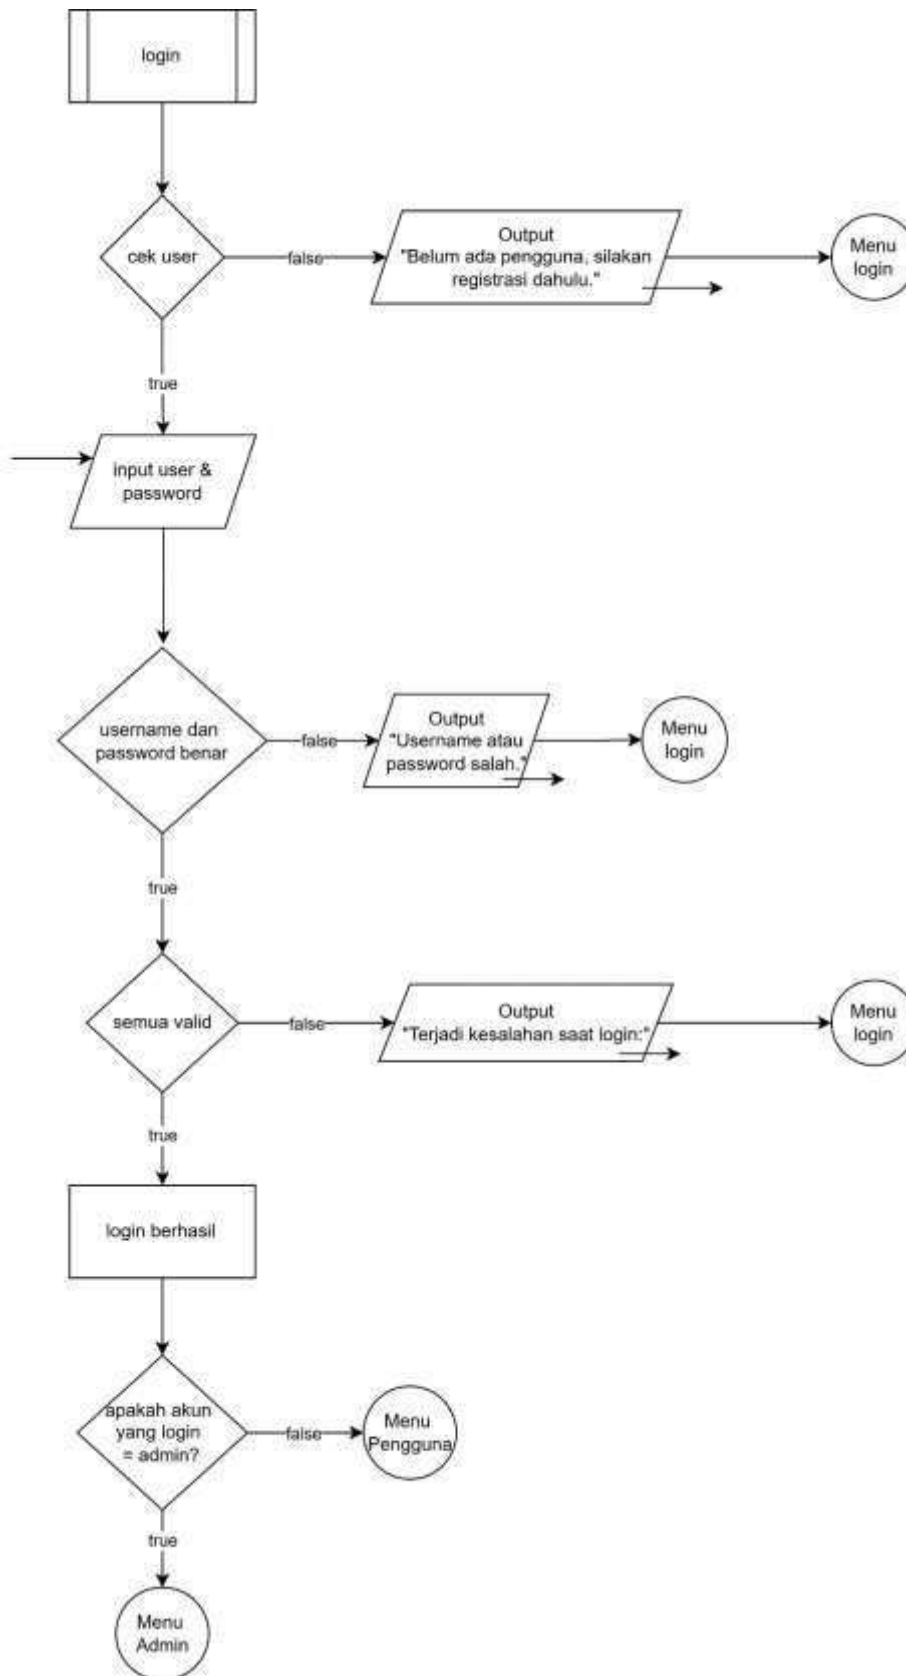 login
cek user
false
Output
"Belum ada pengguna, silakan
registrasi dahulu."
Menu
login
true
input user &
password
username dan
password benar
false
Output
"Username atau
password salah."
Menu
login
true
semua valid
false
Output
"Terjadi kesalahan saat login:"
Menu
login
true
login berhasil
apakah akun
yang login
= admin?
false
Menu
Pengguna
true
Menu
Admin